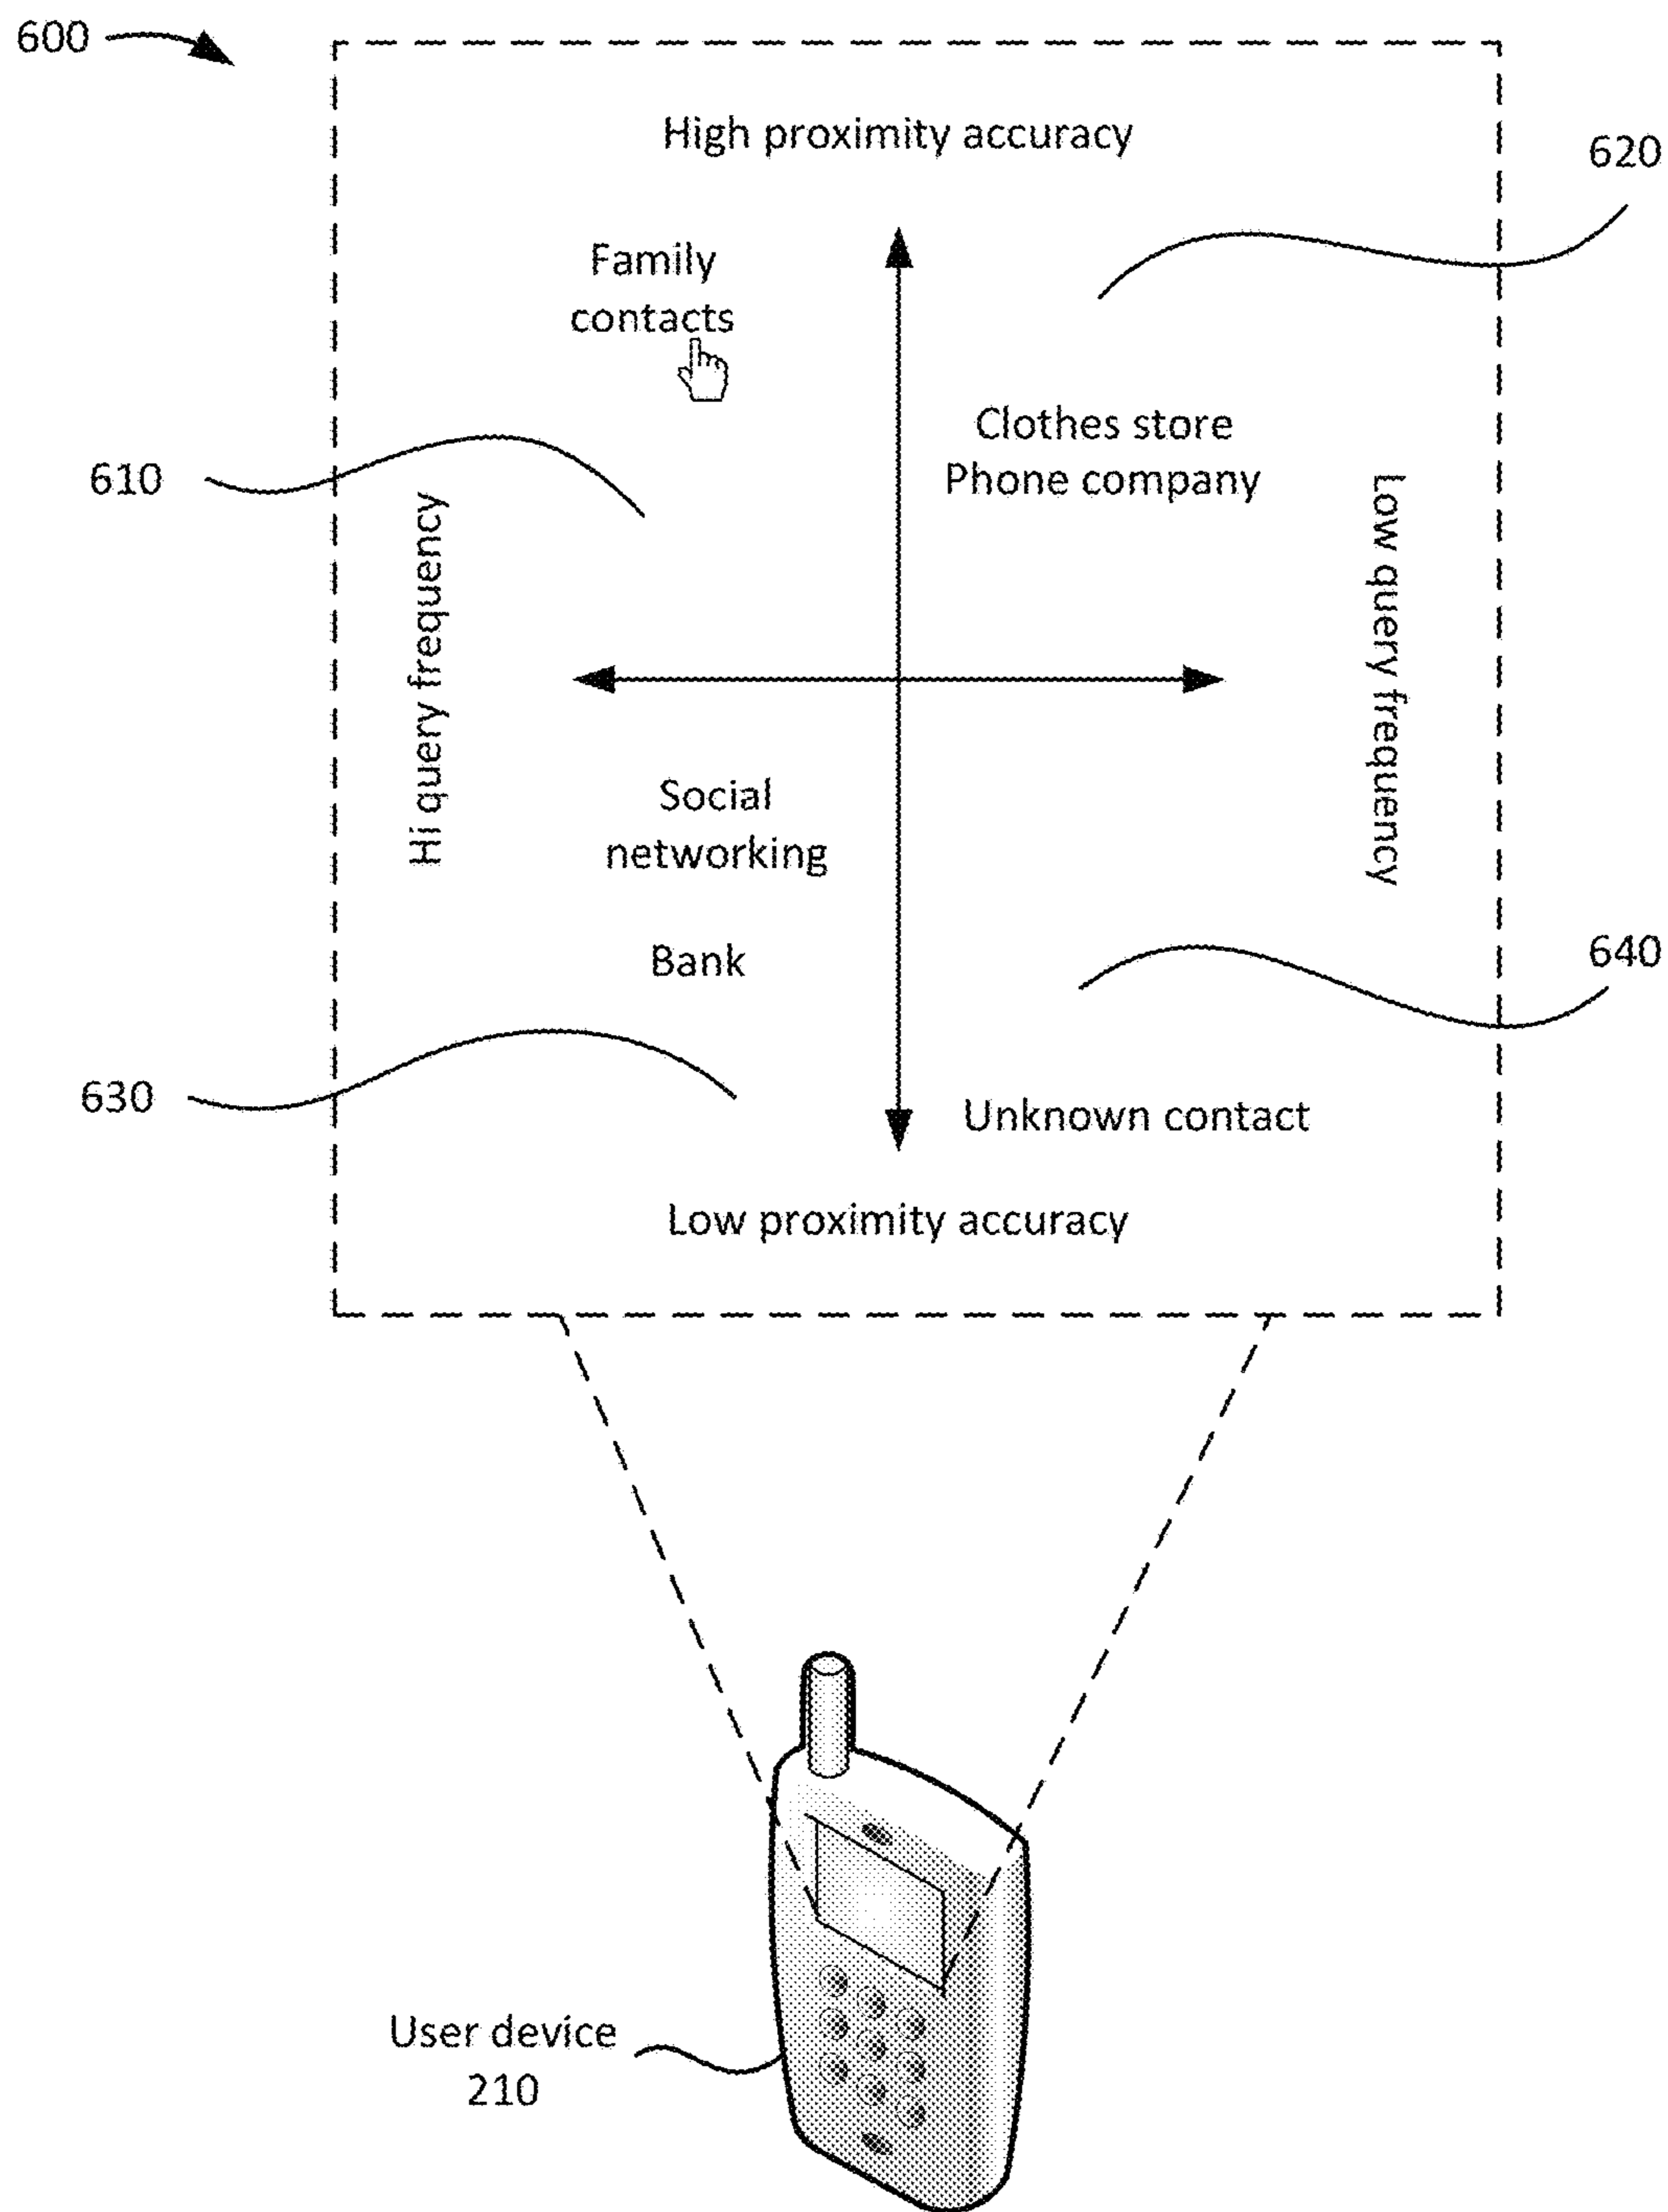 600
High proximity accuracy
620
Family
contacts
Clothes store
Phone company
610
Hi query frequency
Low query frequency
Social
networking
Bank
640
630
Unknown contact
Low proximity accuracy
User device
210